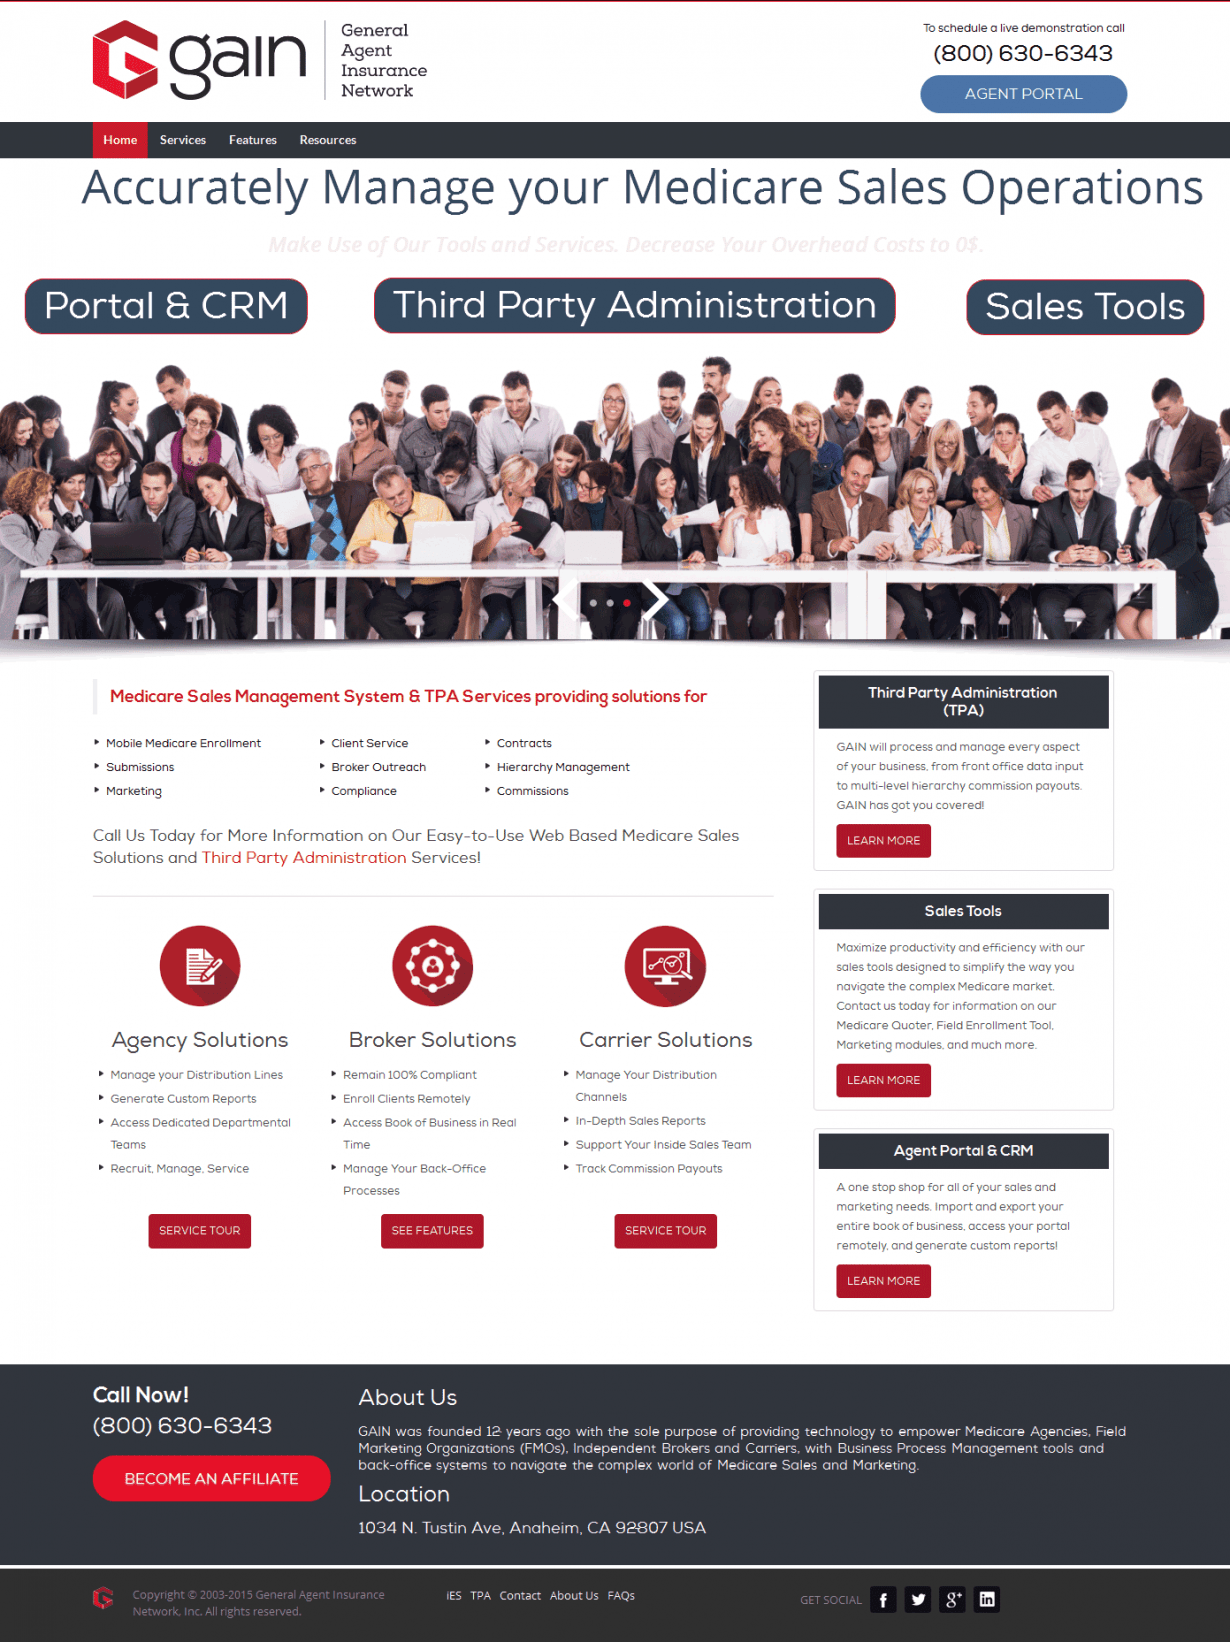 gain
General
Agent
Insurance
Network
To schedule a live demonstration call
(800) 630-6343
AGENT PORTAL
Home Services Features Resources
Accurately Manage your Medicare Sales Operations
Make Use of Our Tools and Services. Decrease Your Overhead Costs to 0$.
Portal & CRM
Third Party Administration
Sales Tools
Medicare Sales Management System & TPA Services providing solutions for
Mobile Medicare Enrollment
Submissions
Marketing
Client Service
Broker Outreach
Compliance
Contracts
Hierarchy Management
Commissions
Call Us Today for More Information on Our Easy-to-Use Web Based Medicare Sales
Solutions and Third Party Administration Services!
Agency Solutions
Manage your Distribution Lines
Generate Custom Reports
Access Dedicated Departmental
Teams
Recruit, Manage, Service
SERVICE TOUR
Broker Solutions
Remain 100% Compliant
Enroll Clients Remotely
Access Book of Business in Real
Time
Manage Your Back-Office
Processes
SEE FEATURES
Carrier Solutions
Manage Your Distribution
Channels
In-Depth Sales Reports
Support Your Inside Sales Team
Track Commission Payouts
SERVICE TOUR
Third Party Administration
(TPA)
GAIN will process and manage every aspect
of your business, from front office data input
to multi-level hierarchy commission payouts.
GAIN has got you covered!
LEARN MORE
Sales Tools
Maximize productivity and efficiency with our
sales tools designed to simplify the way you
navigate the complex Medicare market.
Contact us today for information on our
Medicare Quoter, Field Enrollment Tool,
Marketing modules, and much more.
LEARN MORE
Agent Portal & CRM
A one stop shop for all of your sales and
marketing needs. Import and export your
entire book of business, access your portal
remotely, and generate custom reports!
LEARN MORE
Call Now!
(800) 630-6343
BECOME AN AFFILIATE
About Us
GAIN was founded 12 years ago with the sole purpose of providing technology to empower Medicare Agencies, Field
Marketing Organizations (FMOs), Independent Brokers and Carriers, with Business Process Management tools and
back-office systems to navigate the complex world of Medicare Sales and Marketing.
Location
1034 N. Tustin Ave, Anaheim, CA 92807 USA
Copyright © 2003-2015 General Agent Insurance
Network, Inc. All rights reserved.
iES TPA Contact About Us FAQs
GET SOCIAL